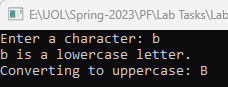 E:\UOL\Spring-2023\PF\Lab Tasks\Lab
Enter a character: b
b is a lowercase letter.
Converting to uppercase: B